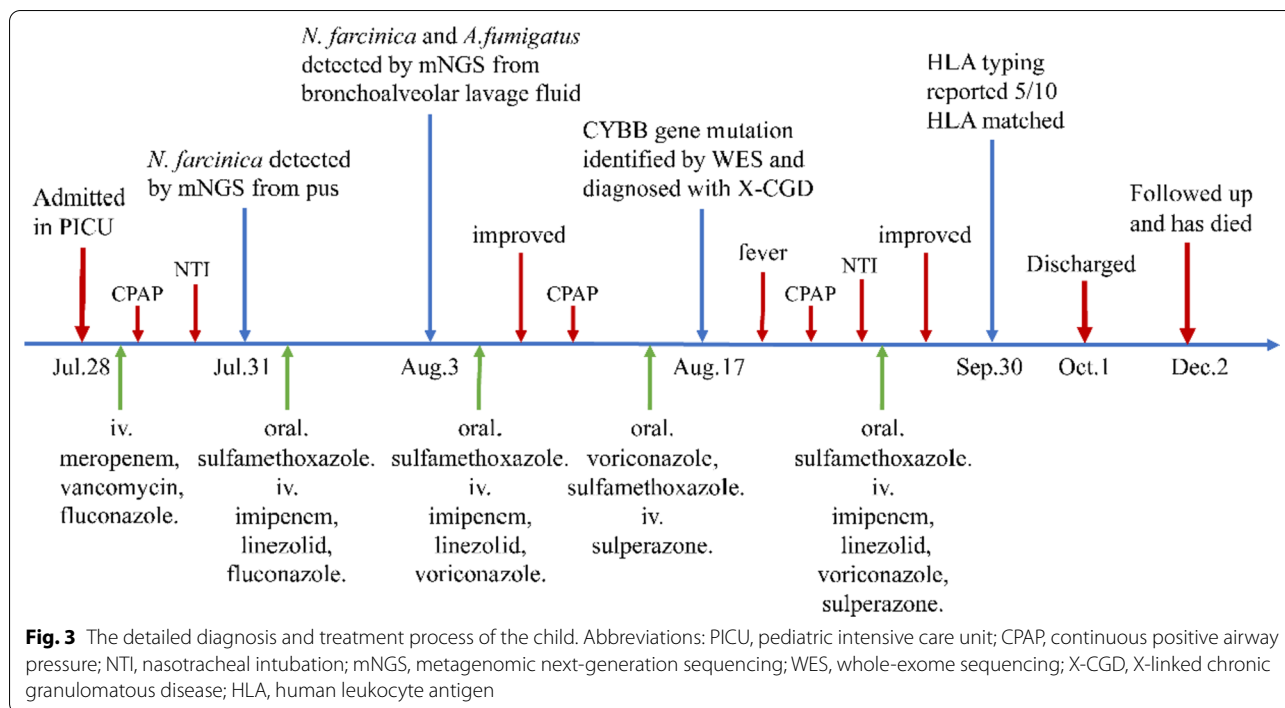 N. farcinica and A.fumigatus
detected by mNGS from
bronchoalveolar lavage fluid
HLA typing
reported 5/10
HLA matched
CYBB gene mutation
identified by WES and
diagnosed with X-CGD
N. farcinica detected
by mNGS from pus
Admitted
in PICU
Followed up
and has died
improved
improved
fever
NTI
NTI
Discharged
CPAP
CPAP
CPAP
Jul.28
Jul.31
Aug.3
Aug.17
Sep.30
Oct.1
Dec.2
iv.
meropenem,
vancomycin,
fluconazole.
oral.
sulfamethoxazole.
iv.
imipenem,
linezolid,
fluconazole.
oral.
sulfamethoxazole.
iv.
imipenem,
linezolid,
voriconazole.
oral.
voriconazole,
sulfamethoxazole.
iv.
sulperazone.
oral.
sulfamethoxazole.
iv.
imipenem,
linezolid,
voriconazole,
sulperazone.
Fig. 3 The detailed diagnosis and treatment process of the child. Abbreviations: PICU, pediatric intensive care unit; CPAP, continuous positive airway
pressure; NTI, nasotracheal intubation; mNGS, metagenomic next-generation sequencing; WES, whole-exome sequencing; X-CGD, X-linked chronic
granulomatous disease; HLA, human leukocyte antigen